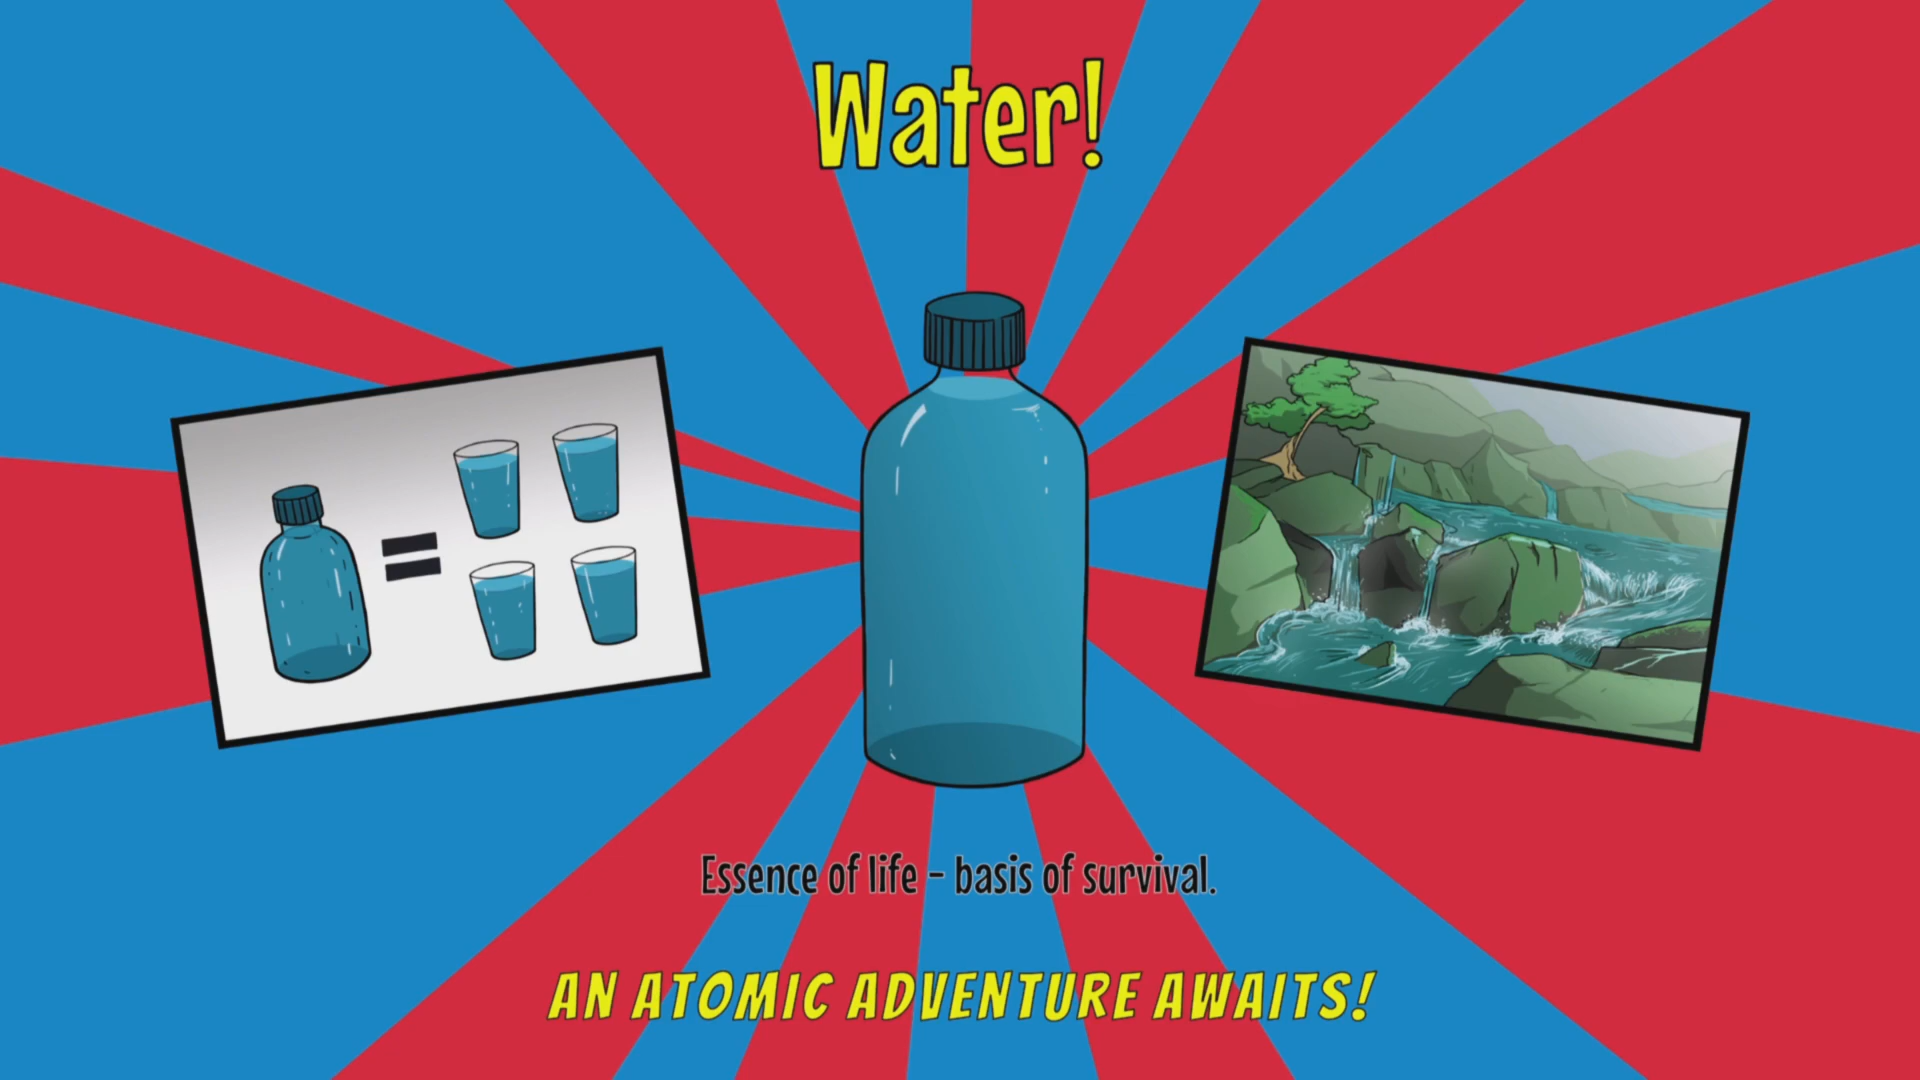 Water!
Essence of life - basis of survival.
AN ATOMIC ADVENTURE AWAITS!